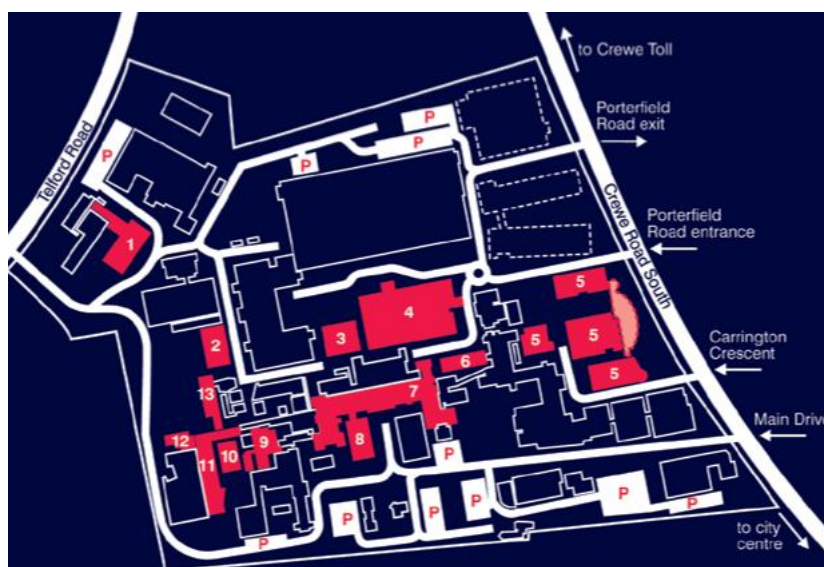 to Crewe Toll
Porterfield
Road exit
Telford Road
P
P
P
P
Crewe Road South
Porterfield
Road entrance
1
5
4
3
2
5
5
5
6
Carrington
Crescent
13
7
Main Drive
12
9
8
10
11
P
P
P
P
P
P
P
to city
centre